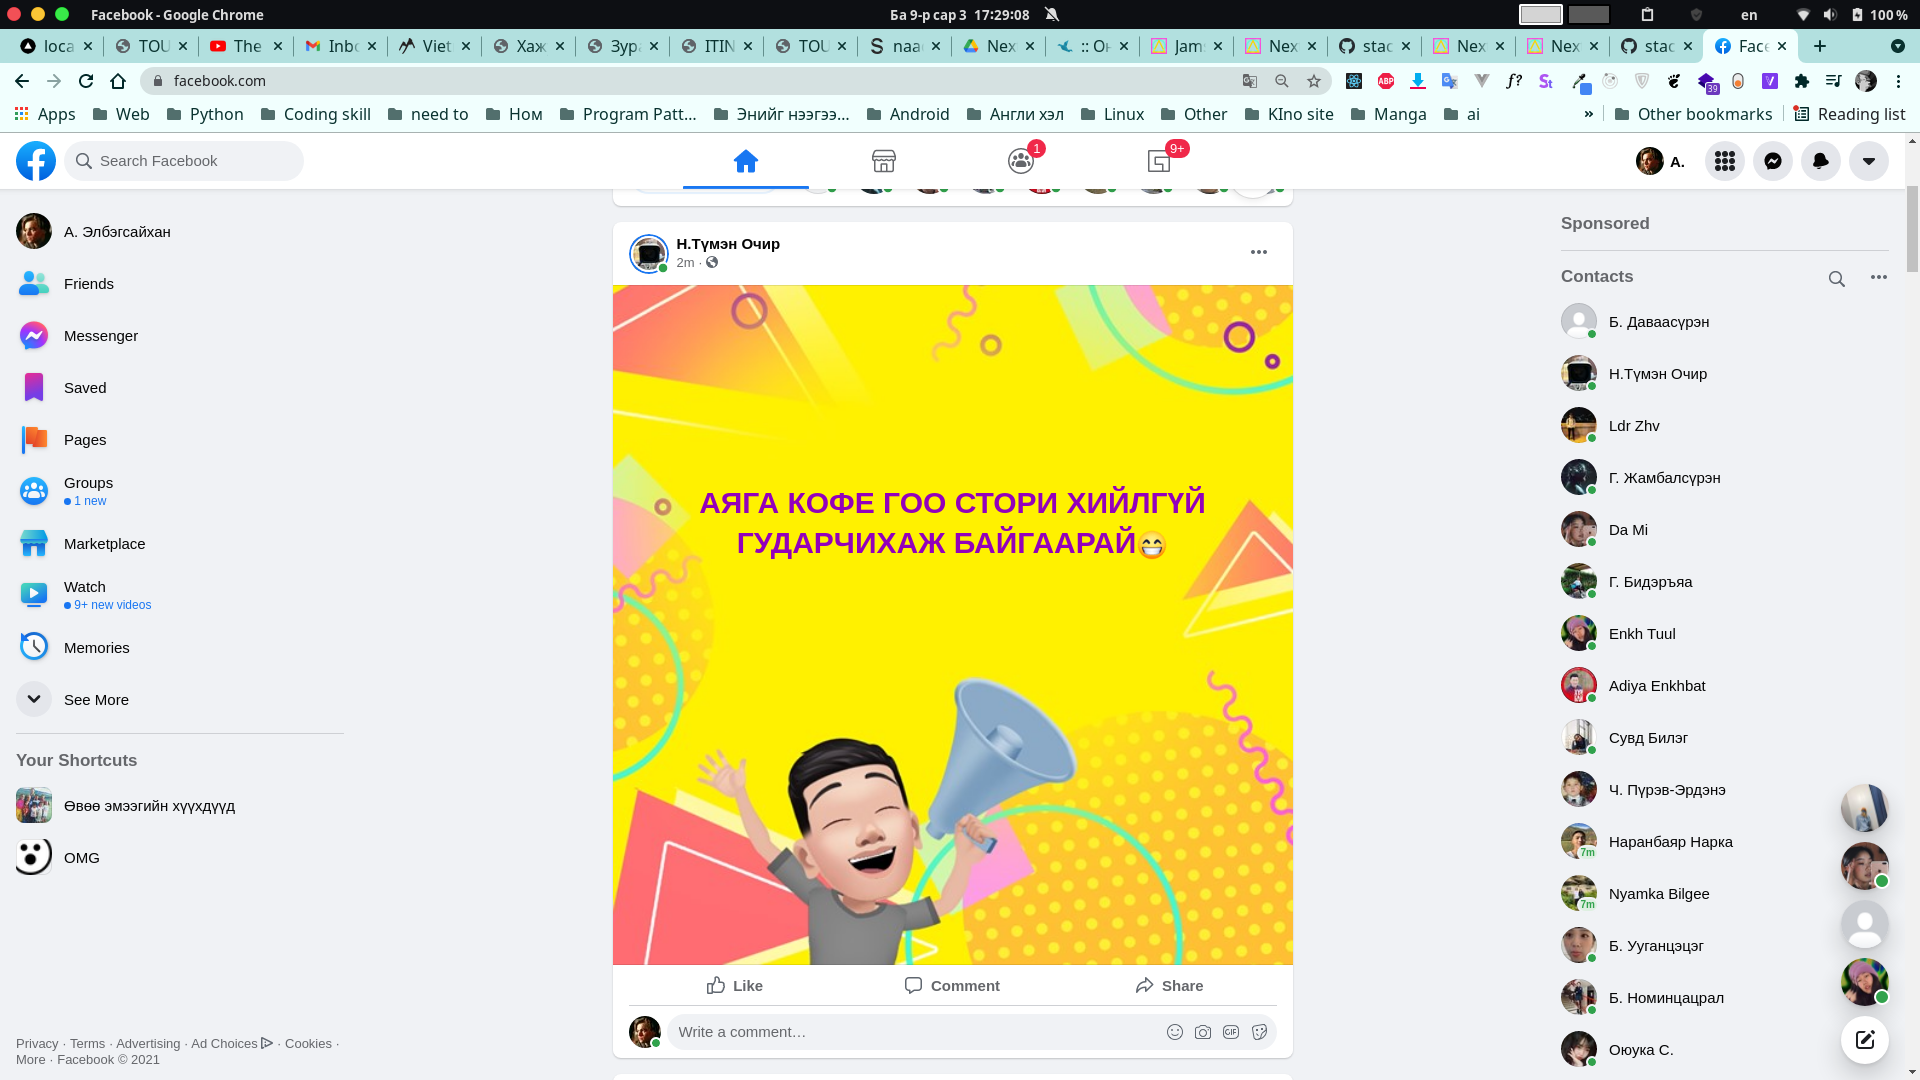 Facebook - Google Chrome
Ба 9-р сар 3 17:29:08
en
100 %
loca
TOU
The
Inbo
Viet
Хаж
Зура
ITIN
TOU
naa
Nex
:: Он
Jam
Nex
stac
Nex
Nex
stac
Face
facebook.com
ABP
f?
St
39
Apps
Web
Python
Coding skill
need to
Ном
Program Patt...
Энийг нээгээ...
Android
Англи хэл
Linux
Other
KIno site
Manga
ai
»
Other bookmarks
Reading list
Search Facebook
1
9+
А.
А. Элбэгсайхан
Friends
Messenger
Saved
Pages
Groups
1 new
Marketplace
Watch
9+ new videos
Memories
See More
Your Shortcuts
Өвөө эмээгийн хүүхдүүд
OMG
Privacy · Terms · Advertising · Ad Choices · Cookies ·
More · Facebook © 2021
Н.Түмэн Очир
2m ·
АЯГА КОФЕ ГОО СТОРИ ХИЙЛГҮЙ
ГУДАРЧИХАЖ БАЙГААРАЙ😁
Like
Comment
Share
Write a comment…
GIF
Sponsored
Contacts
Б. Даваасүрэн
Н.Түмэн Очир
Ldr Zhv
Г. Жамбалсүрэн
Da Mi
Г. Бидэръяа
Enkh Tuul
Adiya Enkhbat
Сувд Билэг
Ч. Пүрэв-Эрдэнэ
Наранбаяр Нарка
7m
Nyamka Bilgee
7m
Б. Ууганцэцэг
Б. Номинцацрал
Оюука С.